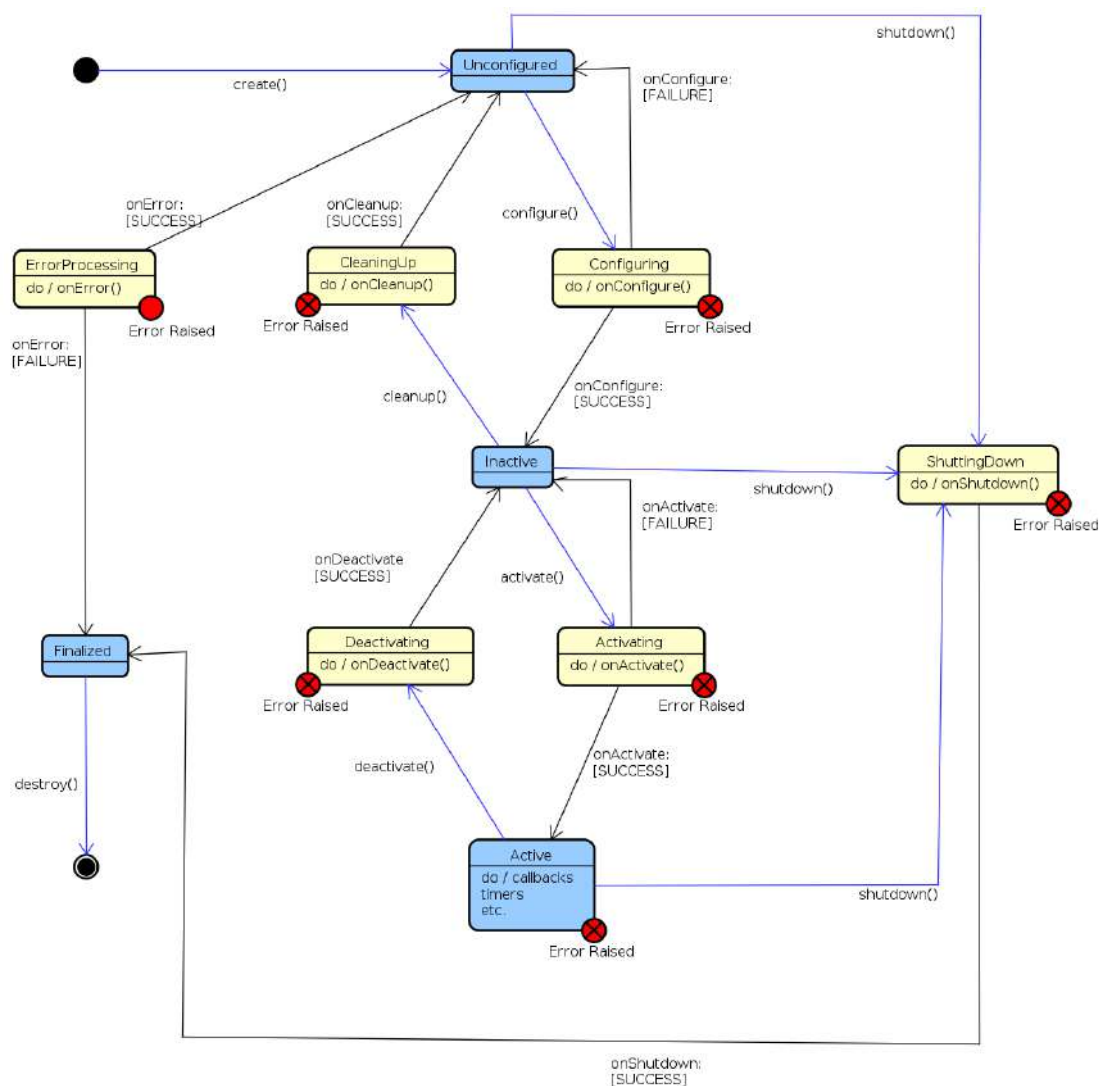 shutdown()
Unconfigured
create()
onConfigure:
[FAILURE]
onError:
[SUCCESS]
onCleanup:
[SUCCESS]
configure()
ErrorProcessing
do / onError()
Error Raised
CleaningUp
do / onCleanup()
Error Raised
Configuring
do / onConfigure()
Error Raised
onError:
[FAILURE]
cleanup()
onConfigure:
[SUCCESS]
Inactive
shutdown()
ShuttingDown
do / onShutdown()
Error Raised
onActivate:
[FAILURE]
onDeactivate
[SUCCESS]
activate()
Finalized
Deactivating
do / onDeactivate()
Error Raised
Activating
do / onActivate()
Error Raised
destroy()
deactivate()
onActivate:
[SUCCESS]
Active
do / callbacks
timers
etc.
Error Raised
shutdown()
onShutdown:
[SUCCESS]